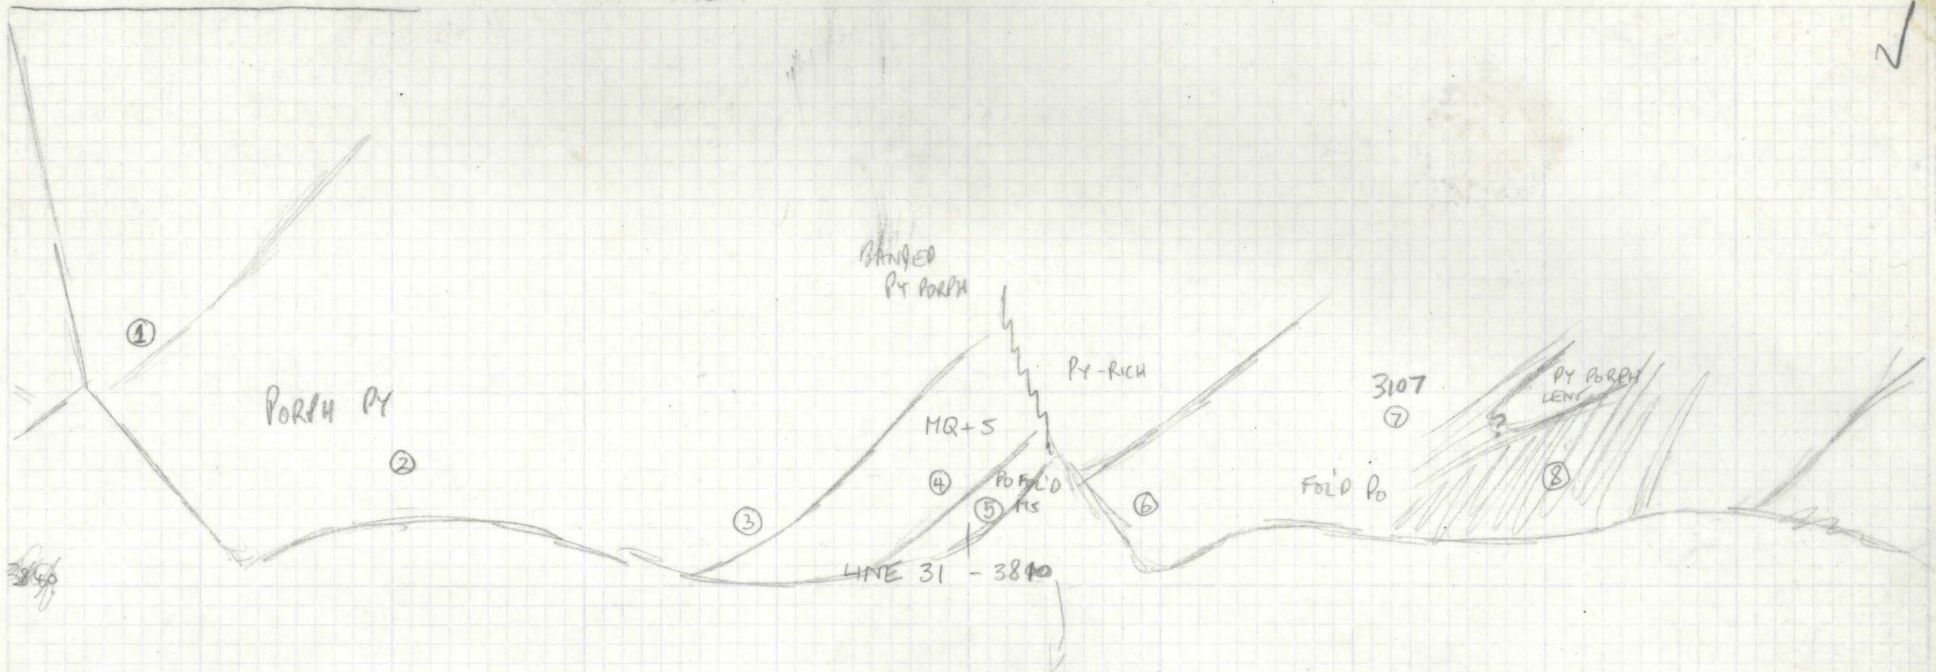 ①
PORPH PY
②
③
BANDED
PY PORPH
MQ + S
④
PO FOL'D
MS
⑤
LINE 31 - 3810
PY-RICH
⑥
3107
⑦
FOL'D PO
PY PORPH
LENS
?
⑧